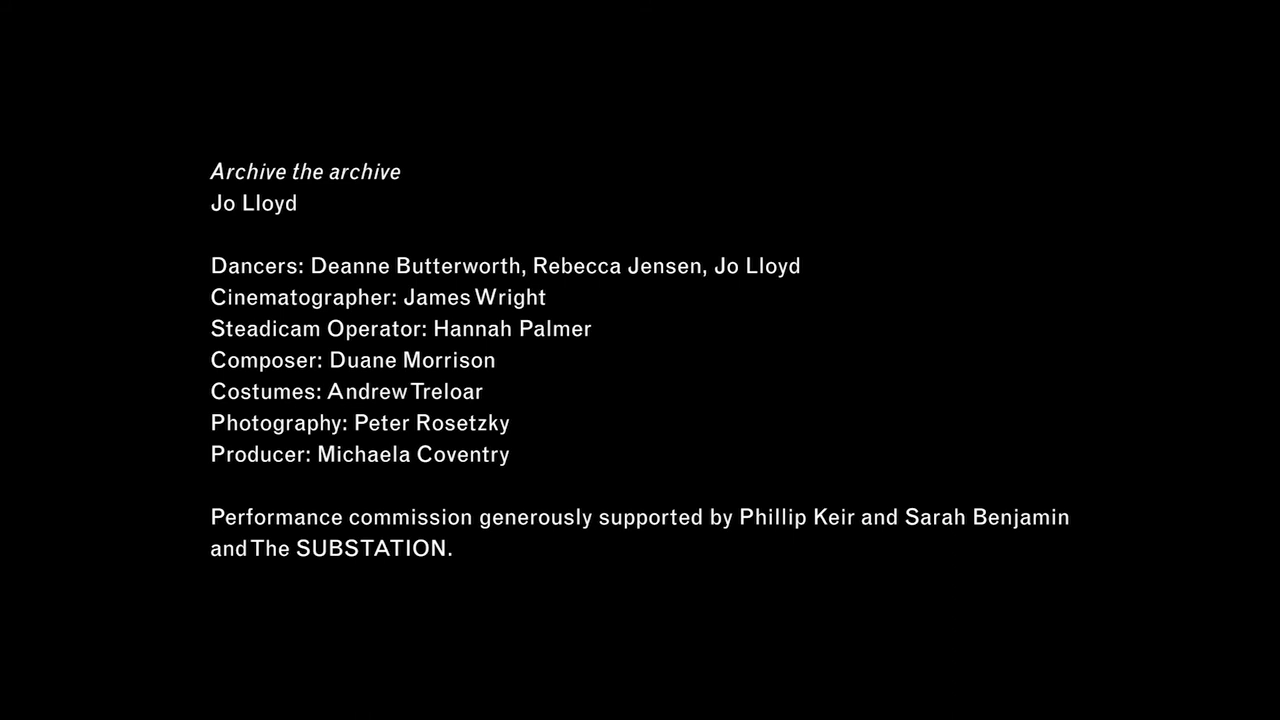 Archive the archive
Jo Lloyd
Dancers: Deanne Butterworth, Rebecca Jensen, Jo Lloyd
Cinematographer: James Wright
Steadicam Operator: Hannah Palmer
Composer: Duane Morrison
Costumes: Andrew Treloar
Photography: Peter Rosetzky
Producer: Michaela Coventry
Performance commission generously supported by Phillip Keir and Sarah Benjamin
and The SUBSTATION.